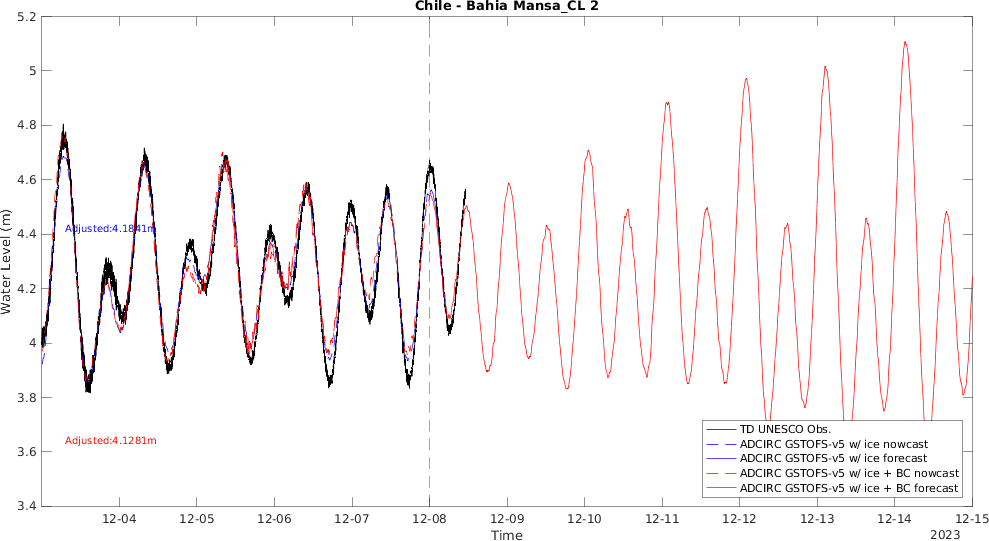 Chile - Bahia Mansa_CL 2
5.2
5
4.8
4.6
4.4
4.2
4
3.8
3.6
3.4
Water Level (m)
Adjusted:4.1841m
Adjusted:4.1281m
TD UNESCO Obs.
ADCIRC GSTOFS-v5 w/ ice nowcast
ADCIRC GSTOFS-v5 w/ ice forecast
ADCIRC GSTOFS-v5 w/ ice + BC nowcast
ADCIRC GSTOFS-v5 w/ ice + BC forecast
12-04 12-05 12-06 12-07 12-08 12-09 12-10 12-11 12-12 12-13 12-14 12-15
Time
2023